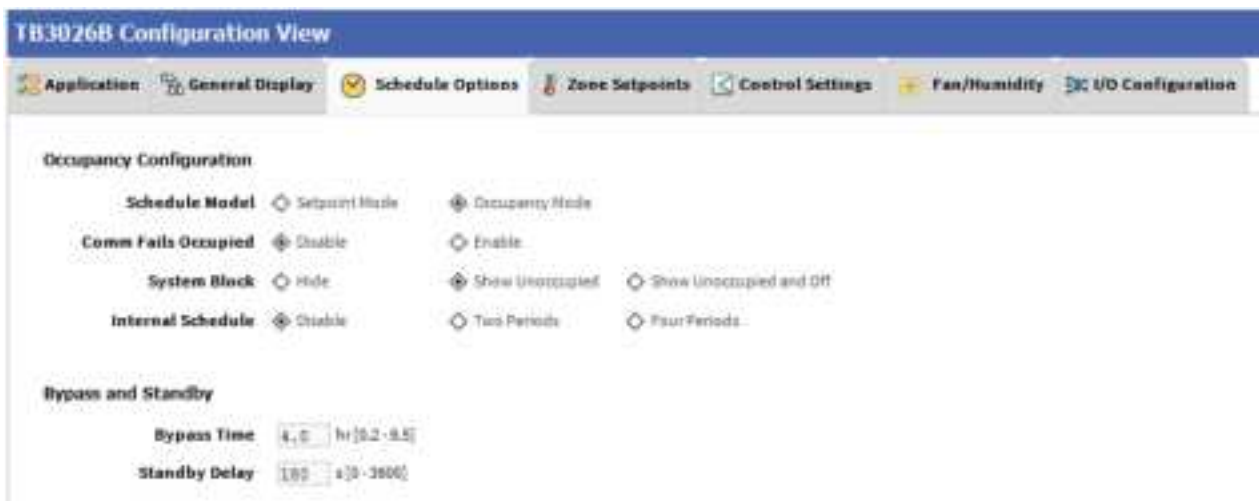 TB3026B Configuration View
Application General Display Schedule Options Zone Setpoints Control Settings Fan/Humidity I/O Configuration
Occupancy Configuration
Schedule Model Setpoint Mode Occupancy Mode
Comm Fails Occupied Disable Enable
System Block Hide Show Unoccupied Show Unoccupied and Off
Internal Schedule Disable Two Periods Four Periods
Bypass and Standby
Bypass Time 4.0 hr [0.2 - 8.5]
Standby Delay 180 s [0 - 3600]